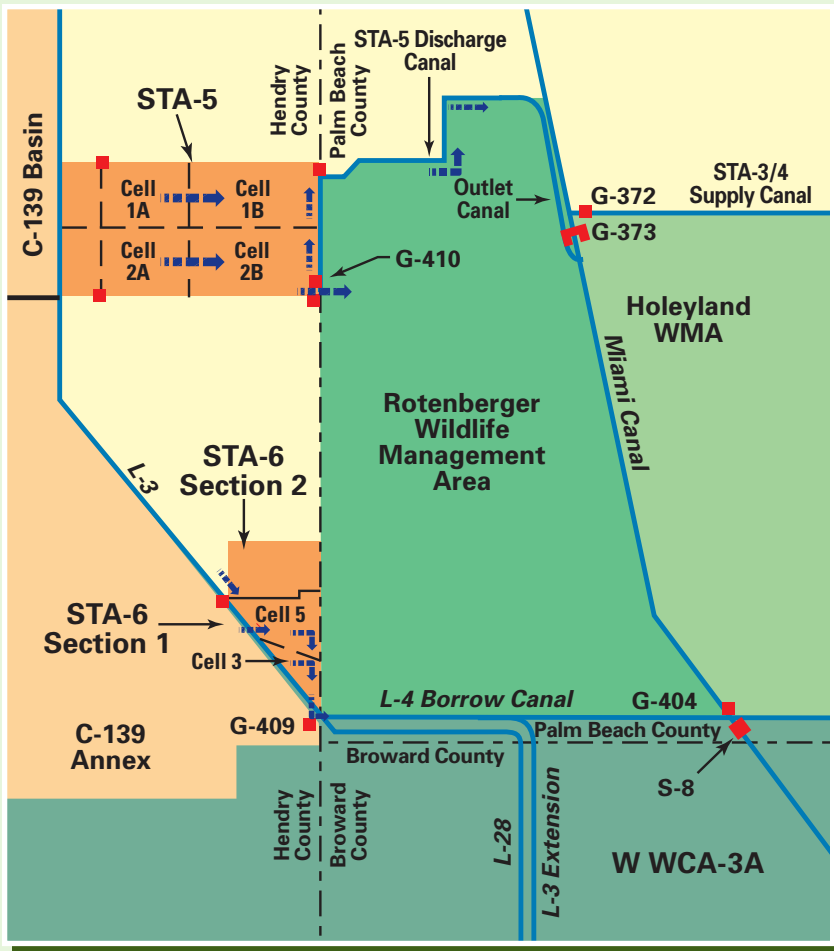 STA-5 Discharge
Canal
Hendry
County
Palm Beach
County
STA-5
C-139 Basin
Cell
1A
Cell
1B
Cell
2A
Cell
2B
Outlet
Canal
G-372
STA-3/4
Supply Canal
G-373
G-410
Holeyland
WMA
Miami Canal
Rotenberger
Wildlife
Management
Area
L-3
STA-6
Section 2
STA-6
Section 1
Cell 5
Cell 3
L-4 Borrow Canal
G-404
G-409
Palm Beach County
Broward County
C-139
Annex
S-8
Hendry
County
Broward
County
L-28
L-3 Extension
W WCA-3A